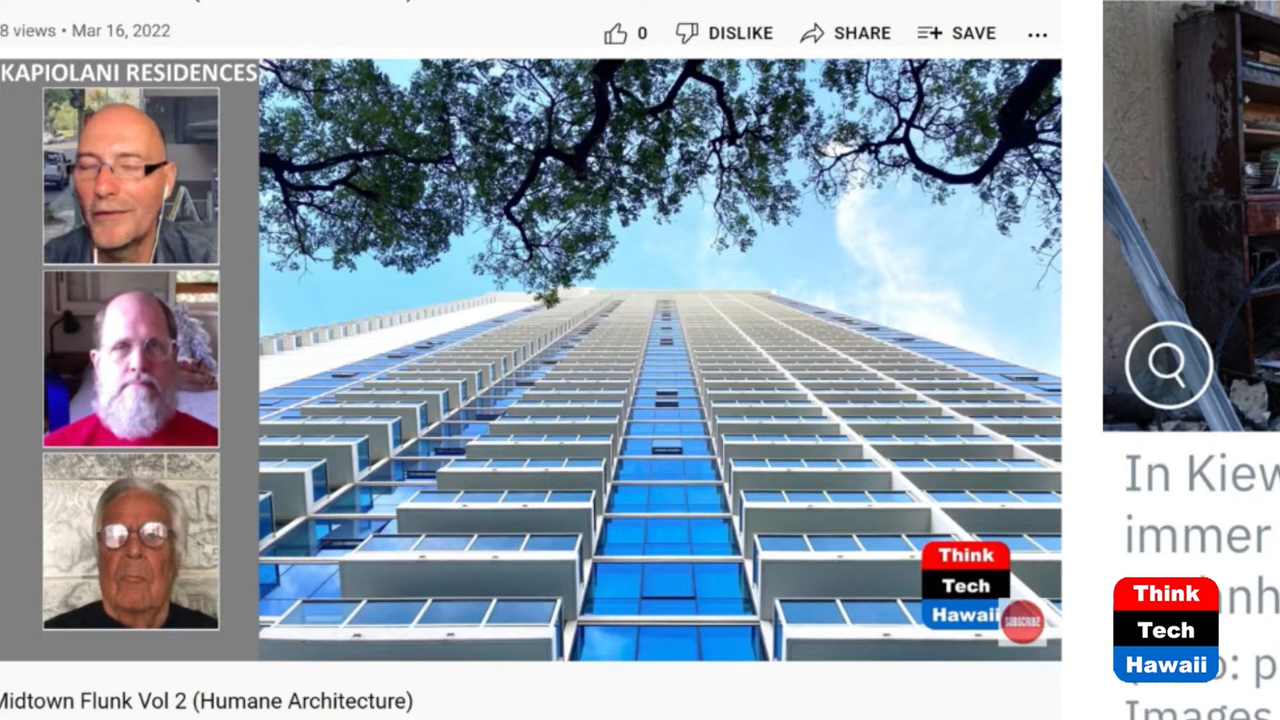 8 views • Mar 16, 2022
0
DISLIKE
SHARE
SAVE
KAPIOLANI RESIDENCES
Think
Tech
Hawaii
SUBSCRIBE
Midtown Flunk Vol 2 (Humane Architecture)
In Kiew
immer
Think
Tech
Hawaii
Images